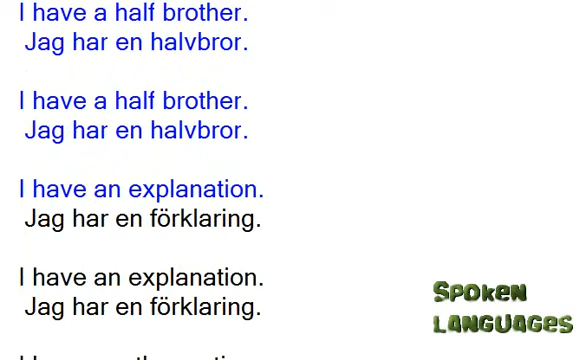 I have a half brother.
Jag har en halvbror.
I have a half brother.
Jag har en halvbror.
I have an explanation.
Jag har en förklaring.
I have an explanation.
Jag har en förklaring.
Spoken
Languages